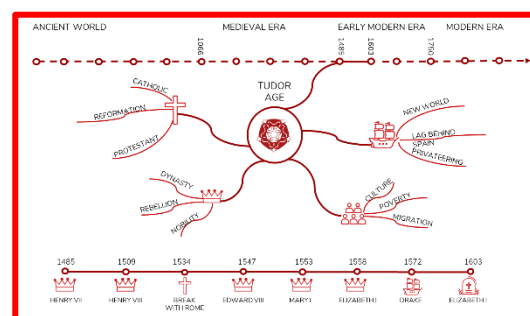 ANCIENT WORLD MEDIEVAL ERA EARLY MODERN ERA MODERN ERA
1066 1485 1603 1750
TUDOR
AGE
CATHOLIC
REFORMATION
PROTESTANT
NEW WORLD
LAG BEHIND
SPAIN
PRIVATEERING
DYNASTY
REBELLION
NOBILITY
CULTURE
POVERTY
MIGRATION
1485 1509 1534 1547 1553 1558 1572 1603
HENRY VII HENRY VIII BREAK EDWARD VIII MARY I ELIZABETH I DRAKE ELIZABETH I
WITH ROME